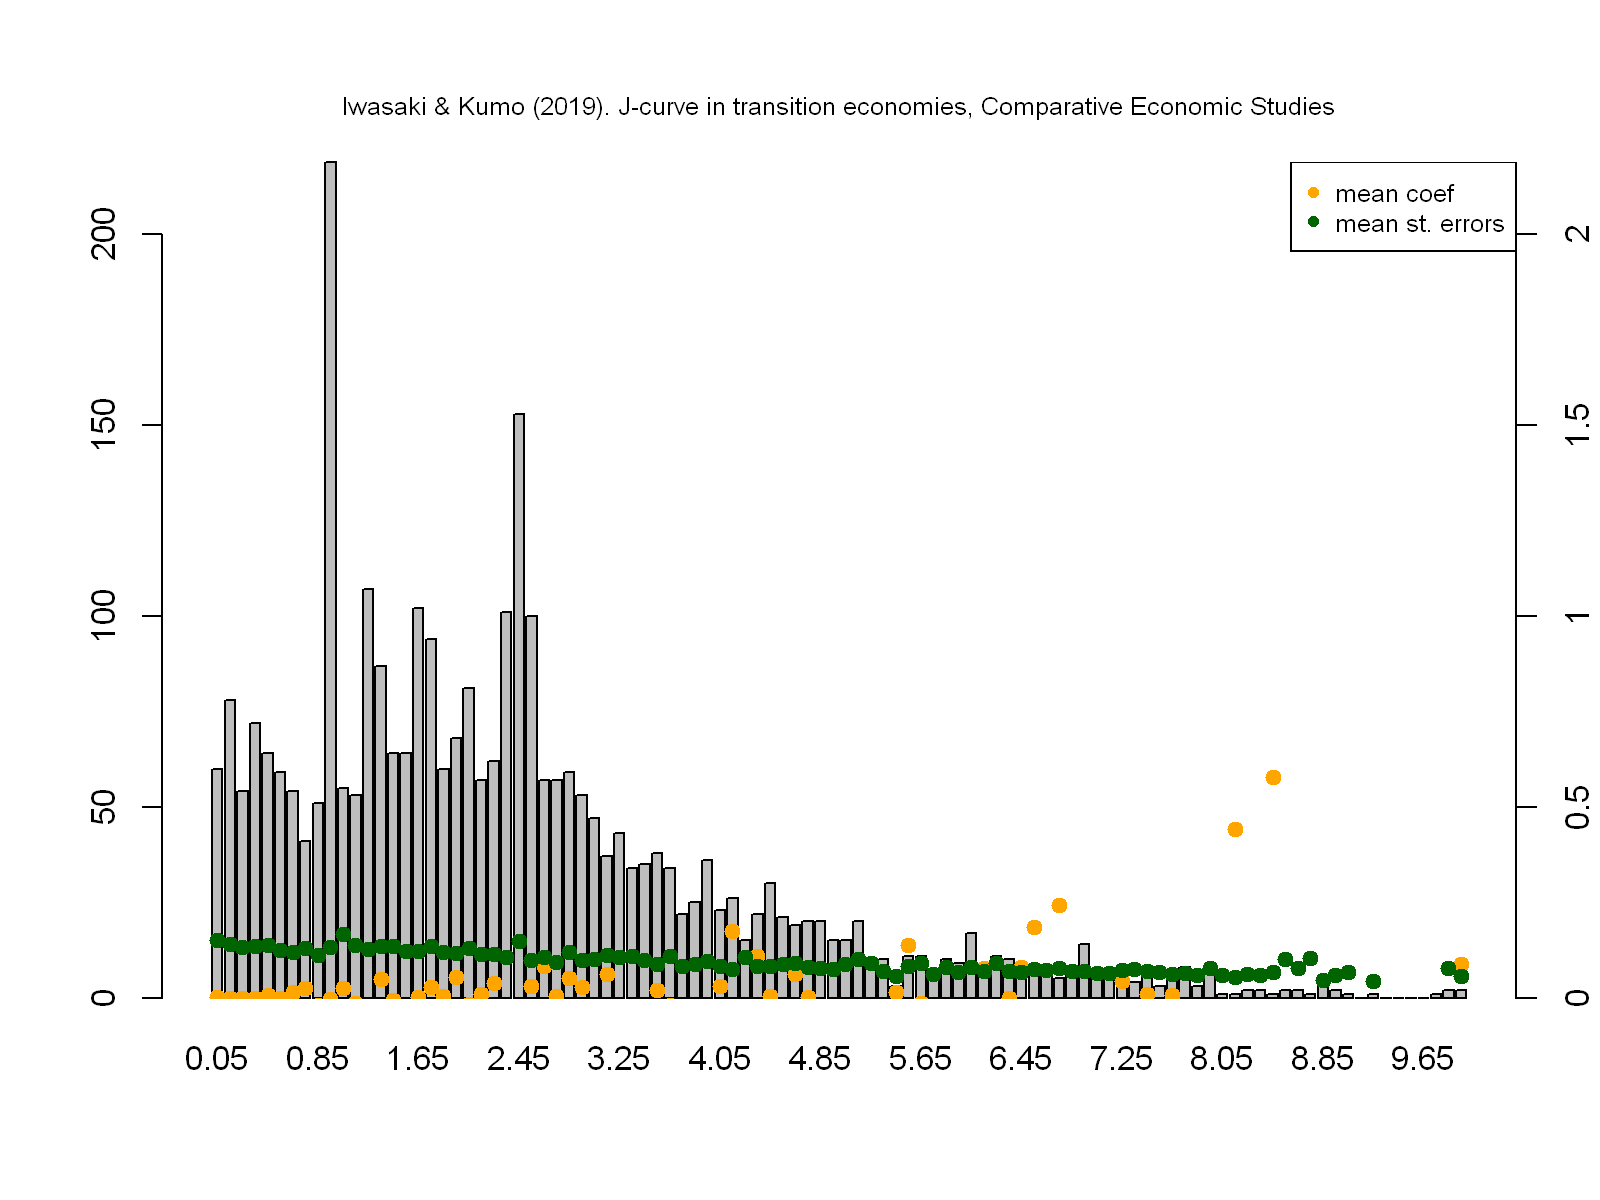 Iwasaki & Kumo (2019). J-curve in transition economies, Comparative Economic Studies
mean coef
mean st. errors
200
150
100
50
0
2
1.5
1
0.5
0
0.05 0.85 1.65 2.45 3.25 4.05 4.85 5.65 6.45 7.25 8.05 8.85 9.65